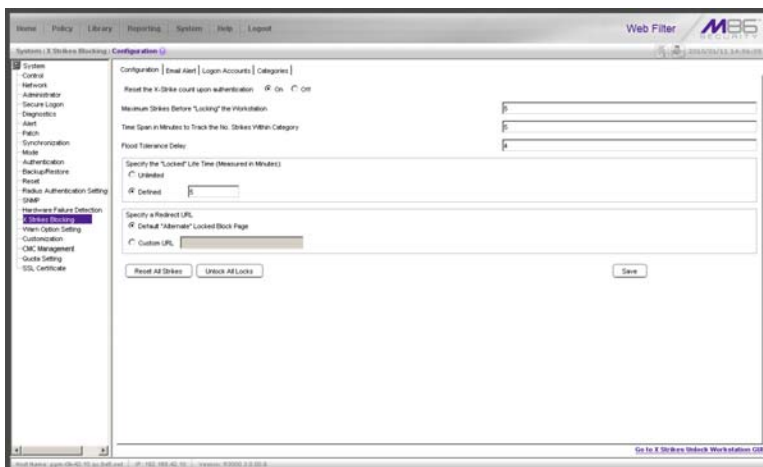 Home Policy Library Reporting System Help Logout
Web Filter
M86
SECURITY
System : X Strikes Blocking : Configuration
System
Control
Network
Administrator
Secure Logon
Diagnostics
Alert
Patch
Synchronization
Mode
Authentication
Backup/Restore
Reset
Radius Authentication Setting
SNMP
Hardware Failure Detection
X Strikes Blocking
Warn Option Setting
Customization
CMC Management
Quota Setting
SSL Certificate
Configuration Email Alert Logon Accounts Categories
Reset the X-Strike count upon authentication On Off
Maximum Strikes Before "Locking" the Workstation 5
Time Span in Minutes to Track the No. Strikes Within Category 5
Flood Tolerance Delay 4
Specify the "Locked" Life Time (Measured in Minutes)
Unlimited
Defined 5
Specify a Redirect URL
Default "Alternate" Locked Block Page
Custom URL
Reset All Strikes Unlock All Locks Save
Go to X Strikes Unlock Workstation GUI